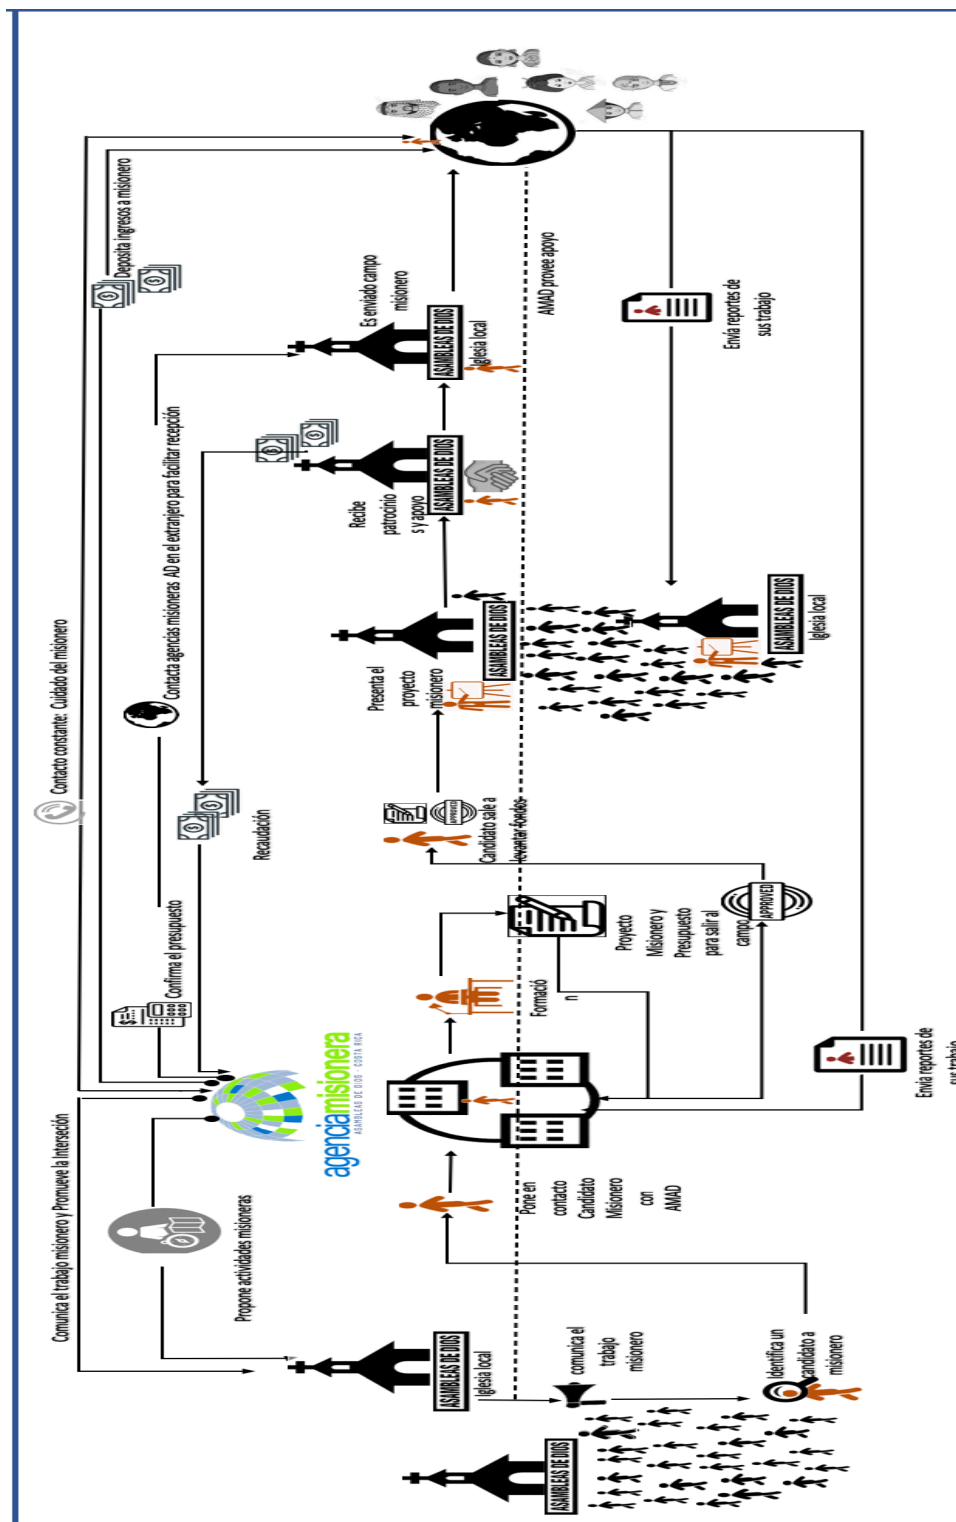 Comunica el trabajo misionero y Promueve la Interseción
Contacto constante: Cuidado del misionero
Deposita ingresos a misionero
Propone actividades misioneras
Confirma el presupuesto
Contacta agencias misioneras AD en el extranjero para facilitar recepción
Recaudación
agenciamisionera
ASAMBLEAS DE DIOS - COSTA RICA
ASAMBLEAS DE DIOS
Iglesia local
ASAMBLEAS DE DIOS
comunica el
trabajo
misionero
Identifica un
candidato a
misionero
Pone en
contacto
Candidato
Misionero
con
AMAD
Formació
n
Proyecto
Misionero y
Presupuesto
para salir al
campo
APPROVED
Candidato sale a
levantar fondos
APPROVED
Presenta el
proyecto
misionero
ASAMBLEAS DE DIOS
Recibe
patrocinio
s y apoyo
ASAMBLEAS DE DIOS
Es enviado campo
misionero
ASAMBLEAS DE DIOS
Iglesia local
AMAD provee apoyo
ASAMBLEAS DE DIOS
Iglesia local
Envía reportes de
sus trabajo
Envía reportes de
sus trabajo